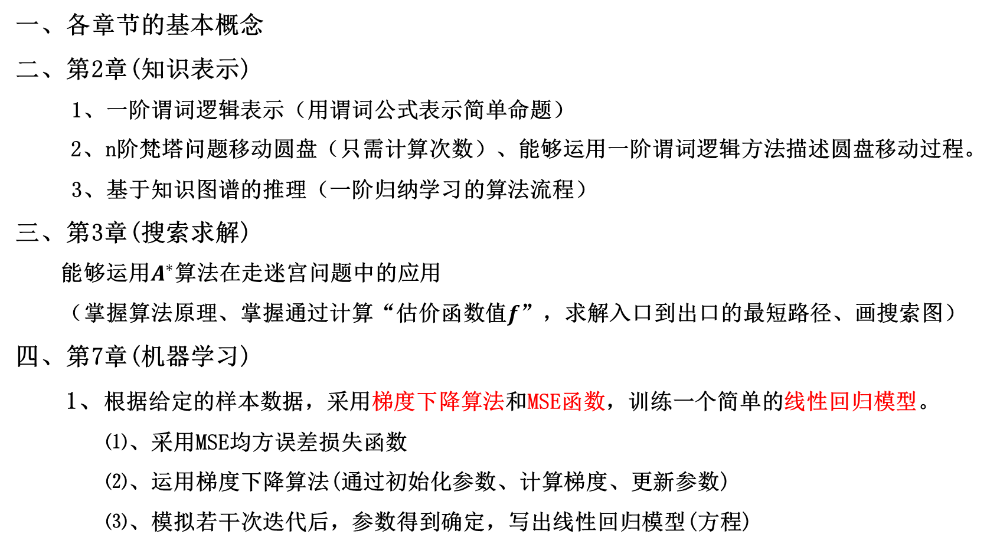 一、各章节的基本概念
二、第2章(知识表示)
1、一阶谓词逻辑表示（用谓词公式表示简单命题）
2、n阶梵塔问题移动圆盘（只需计算次数）、能够运用一阶谓词逻辑方法描述圆盘移动过程。
3、基于知识图谱的推理（一阶归纳学习的算法流程）
三、第3章(搜索求解)
能够运用A*算法在走迷宫问题中的应用
（掌握算法原理、掌握通过计算“估价函数值f”，求解入口到出口的最短路径、画搜索图）
四、第7章(机器学习)
1、根据给定的样本数据，采用梯度下降算法和MSE函数，训练一个简单的线性回归模型。
⑴、采用MSE均方误差损失函数
⑵、运用梯度下降算法(通过初始化参数、计算梯度、更新参数)
⑶、模拟若干次迭代后，参数得到确定，写出线性回归模型(方程)